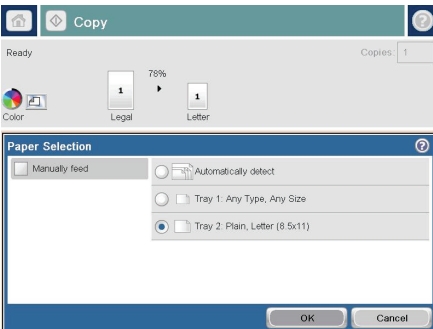 Copy
Ready
Copies: 1
78%
1
1
Color
Legal
Letter
Paper Selection
Manually feed
Automatically detect
Tray 1: Any Type, Any Size
Tray 2: Plain, Letter (8.5x11)
OK
Cancel